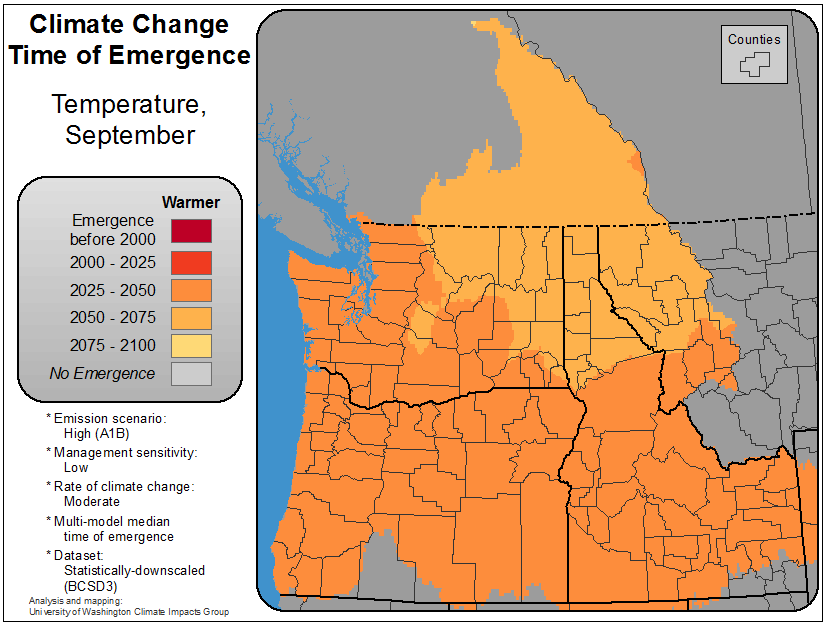 Climate Change
Time of Emergence
Temperature,
September
Counties
Warmer
Emergence
before 2000
2000 - 2025
2025 - 2050
2050 - 2075
2075 - 2100
No Emergence
* Emission scenario:
High (A1B)
* Management sensitivity:
Low
* Rate of climate change:
Moderate
* Multi-model median
time of emergence
* Dataset:
Statistically-downscaled
(BCSD3)
Analysis and mapping:
University of Washington Climate Impacts Group